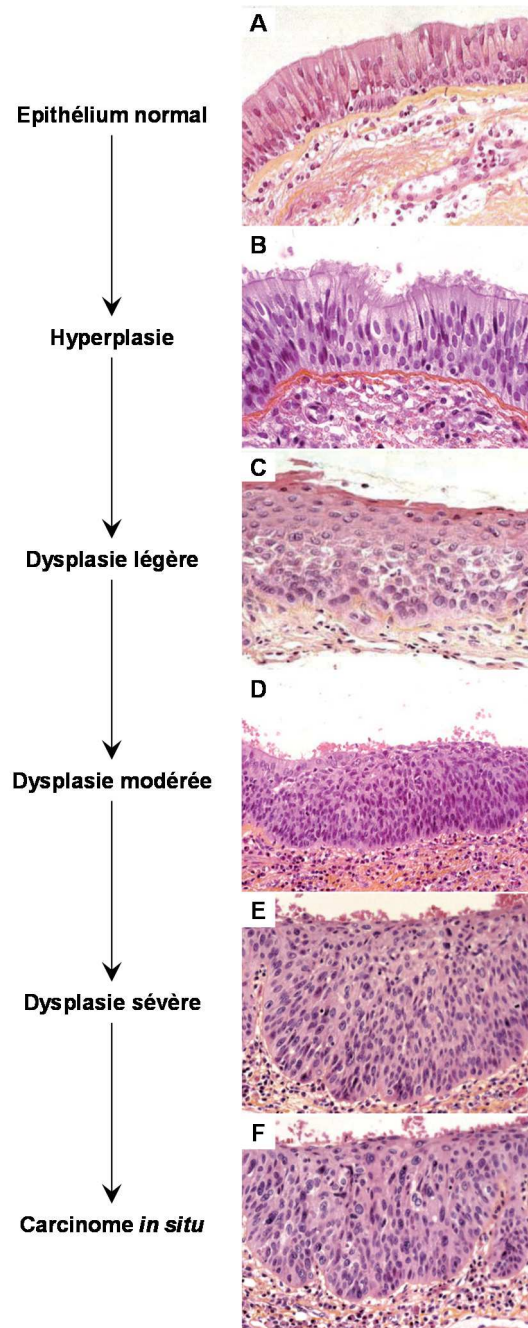 A
Epithélium normal
B
Hyperplasie
C
Dysplasie légère
D
Dysplasie modérée
E
Dysplasie sévère
F
Carcinome in situ